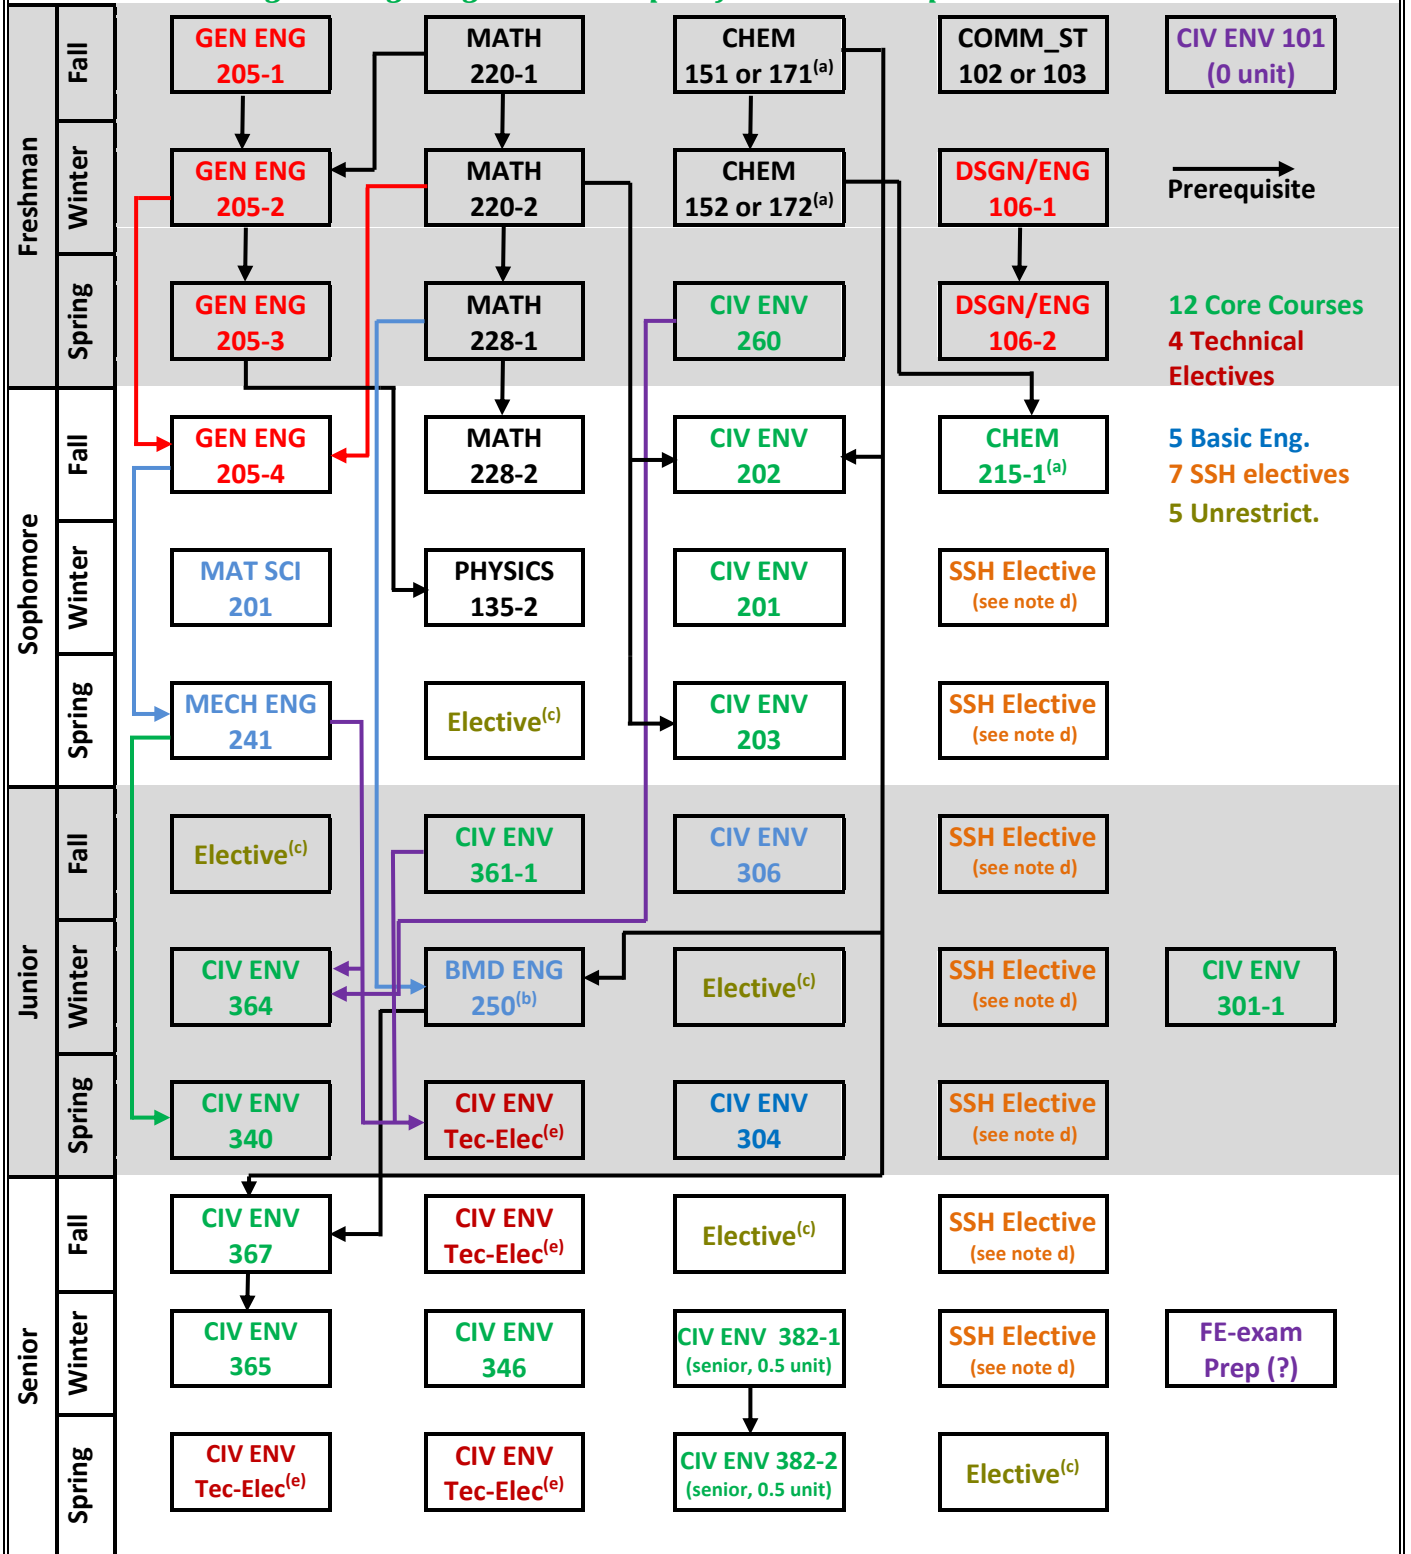 Freshman
Fall
GEN ENG
205-1
MATH
220-1
CHEM
151 or 171(a)
COMM_ST
102 or 103
CIV ENV 101
(0 unit)
Winter
GEN ENG
205-2
MATH
220-2
CHEM
152 or 172(a)
DSGN/ENG
106-1
Prerequisite
Spring
GEN ENG
205-3
MATH
228-1
CIV ENV
260
DSGN/ENG
106-2
12 Core Courses
4 Technical
Electives
Sophomore
Fall
GEN ENG
205-4
MATH
228-2
CIV ENV
202
CHEM
215-1(a)
5 Basic Eng.
7 SSH electives
5 Unrestrict.
Winter
MAT SCI
201
PHYSICS
135-2
CIV ENV
201
SSH Elective
(see note d)
Spring
MECH ENG
241
Elective(c)
CIV ENV
203
SSH Elective
(see note d)
Junior
Fall
Elective(c)
CIV ENV
361-1
CIV ENV
306
SSH Elective
(see note d)
Winter
CIV ENV
364
BMD ENG
250(b)
Elective(c)
SSH Elective
(see note d)
CIV ENV
301-1
Spring
CIV ENV
340
CIV ENV
Tec-Elec(e)
CIV ENV
304
SSH Elective
(see note d)
Senior
Fall
CIV ENV
367
CIV ENV
Tec-Elec(e)
Elective(c)
SSH Elective
(see note d)
Winter
CIV ENV
365
CIV ENV
346
CIV ENV  382-1
(senior, 0.5 unit)
SSH Elective
(see note d)
FE-exam
Prep (?)
Spring
CIV ENV
Tec-Elec(e)
CIV ENV
Tec-Elec(e)
CIV ENV 382-2
(senior, 0.5 unit)
Elective(c)